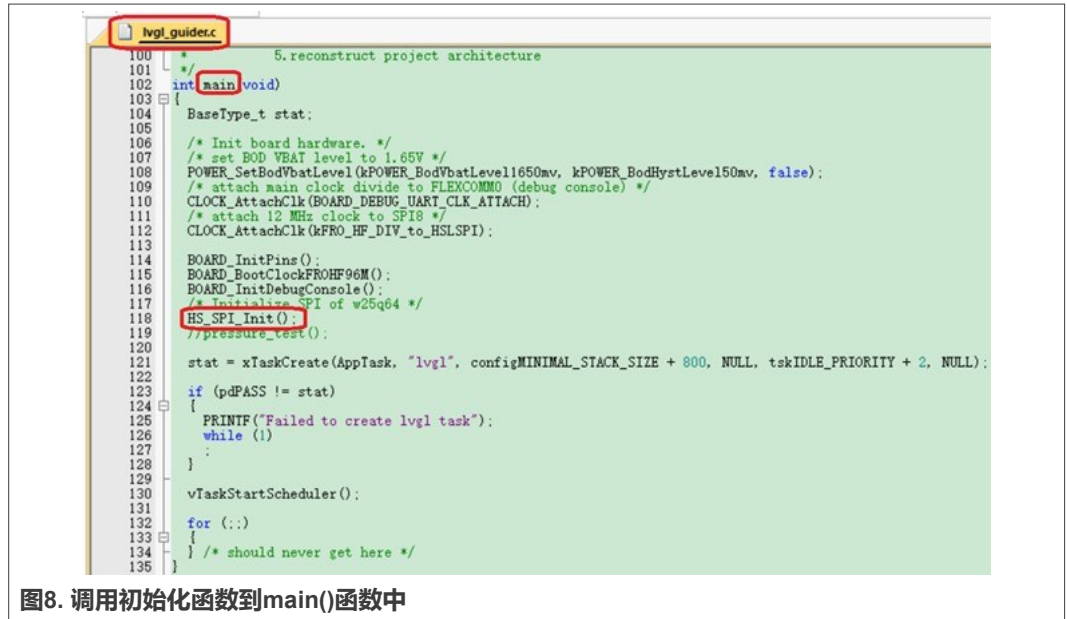 lvgl_guider.c
100 * 5.reconstruct project architecture
101 */
102 int main(void)
103 {
104 BaseType_t stat;
105
106 /* Init board hardware. */
107 /* set BOD VBAT level to 1.65V */
108 POWER_SetBodVbatLevel(kPOWER_BodVbatLevel1650mv, kPOWER_BodHystLevel50mv, false);
109 /* attach main clock divide to FLEXCOMM0 (debug console) */
110 CLOCK_AttachClk(BOARD_DEBUG_UART_CLK_ATTACH);
111 /* attach 12 MHz clock to SPI8 */
112 CLOCK_AttachClk(kFRO_HF_DIV_to_HSLSPI);
113
114 BOARD_InitPins();
115 BOARD_BootClockFROHF96M();
116 BOARD_InitDebugConsole();
117 /* Initialize SPI of w25q64 */
118 HS_SPI_Init();
119 //pressure_test();
120
121 stat = xTaskCreate(AppTask, "lvgl", configMINIMAL_STACK_SIZE + 800, NULL, tskIDLE_PRIORITY + 2, NULL);
122
123 if (pdPASS != stat)
124 {
125 PRINTF("Failed to create lvgl task");
126 while (1)
127 ;
128 }
129
130 vTaskStartScheduler();
131
132 for (;;)
133 {
134 } /* should never get here */
135 }
图8. 调用初始化函数到main()函数中